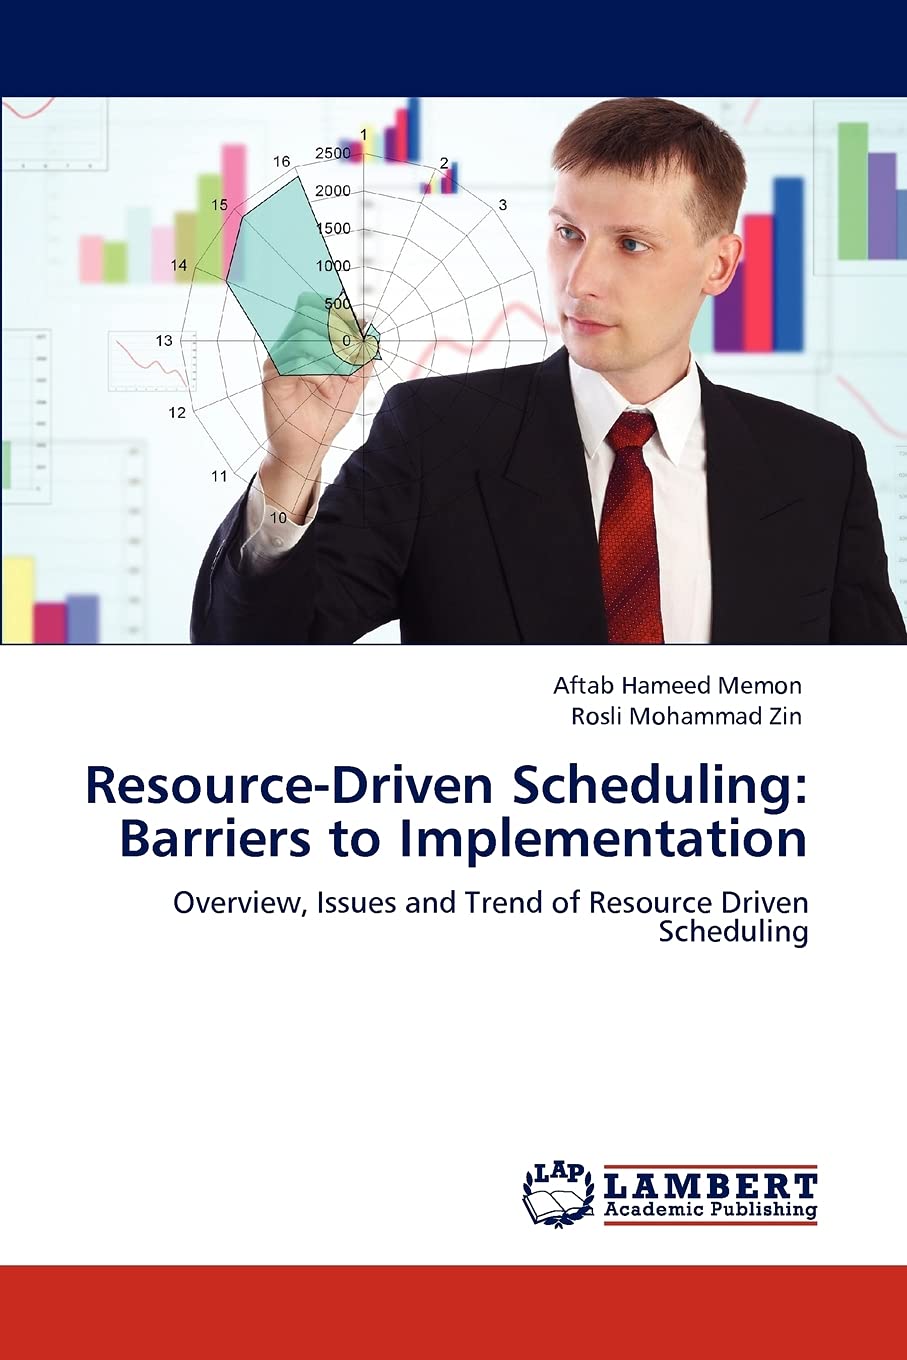 1
2500
16
2
2000
15
3
1500
14
1000
500
13
0
12
11
10
Aftab Hameed Memon
Rosli Mohammad Zin
Resource-Driven Scheduling:
Barriers to Implementation
Overview, Issues and Trend of Resource Driven
Scheduling
LAP
LAMBERT
Academic Publishing